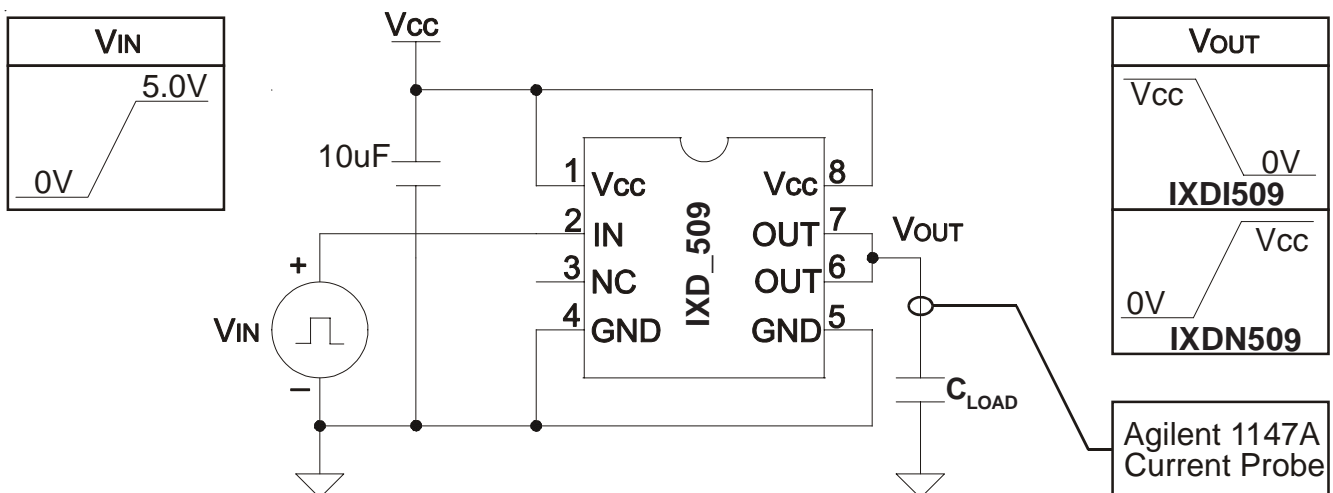 VIN
5.0V
0V
Vcc
10uF
1
Vcc
2
IN
3
NC
4
GND
IXD_509
Vcc
8
OUT
7
OUT
6
GND
5
VIN
+
–
VOUT
CLOAD
VOUT
Vcc
0V
IXDI509
Vcc
0V
IXDN509
Agilent 1147A
Current Probe